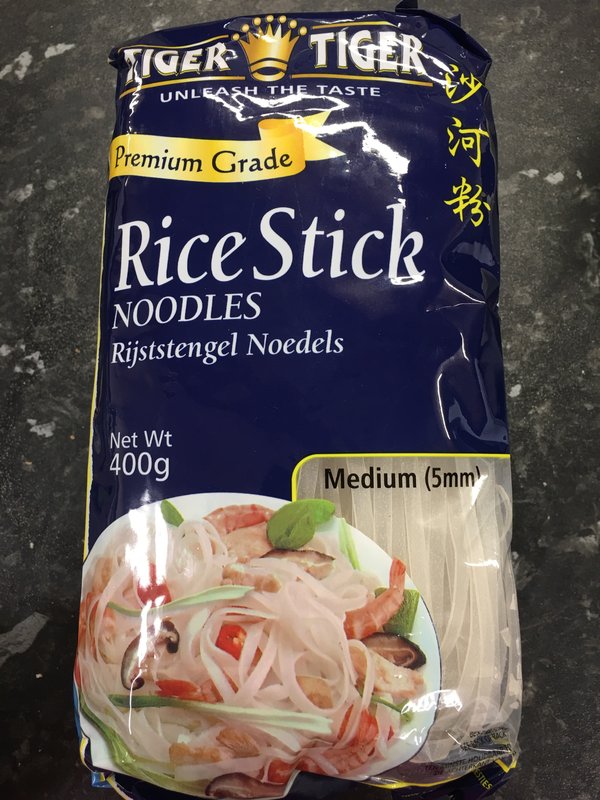 TIGER TIGER
UNLEASH THE TASTE
沙河粉
Premium Grade
Rice Stick
NOODLES
Rijststengel Noedels
Net Wt
400g
Medium (5mm)